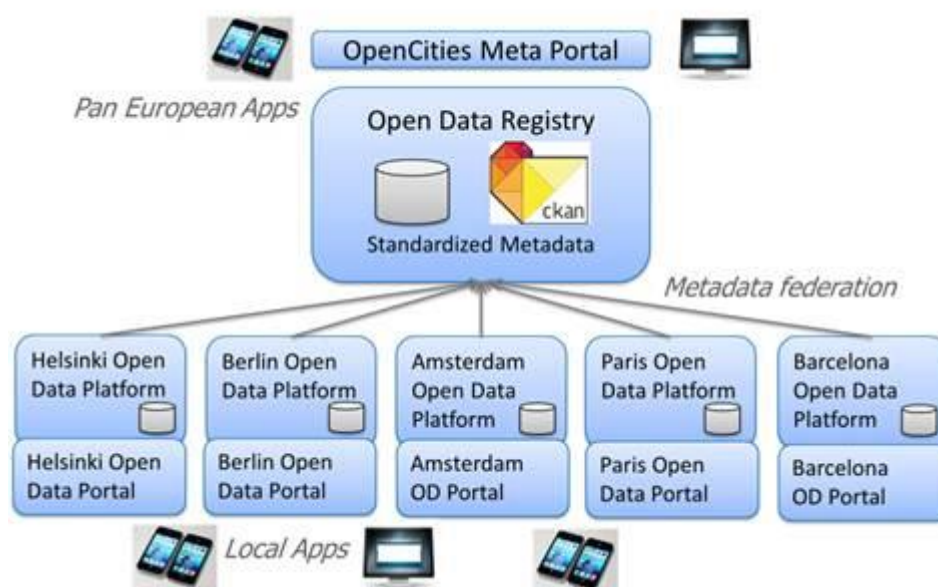 OpenCities Meta Portal
Pan European Apps
Open Data Registry
ckan
Standardized Metadata
Metadata federation
Helsinki Open
Data Platform
Berlin Open
Data Platform
Amsterdam
Open Data
Platform
Paris Open
Data Platform
Barcelona
Open Data
Platform
Helsinki Open
Data Portal
Berlin Open
Data Portal
Amsterdam
OD Portal
Paris Open
Data Portal
Barcelona
OD Portal
Local Apps